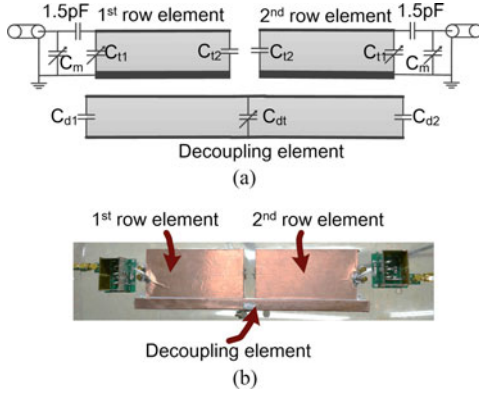 1.5pF 1st row element 2nd row element 1.5pF
Cm Ct1 Ct2 Ct2 Ct1 Cm
Cd1 Cdt Cd2
Decoupling element
(a)
1st row element 2nd row element
Decoupling element
(b)